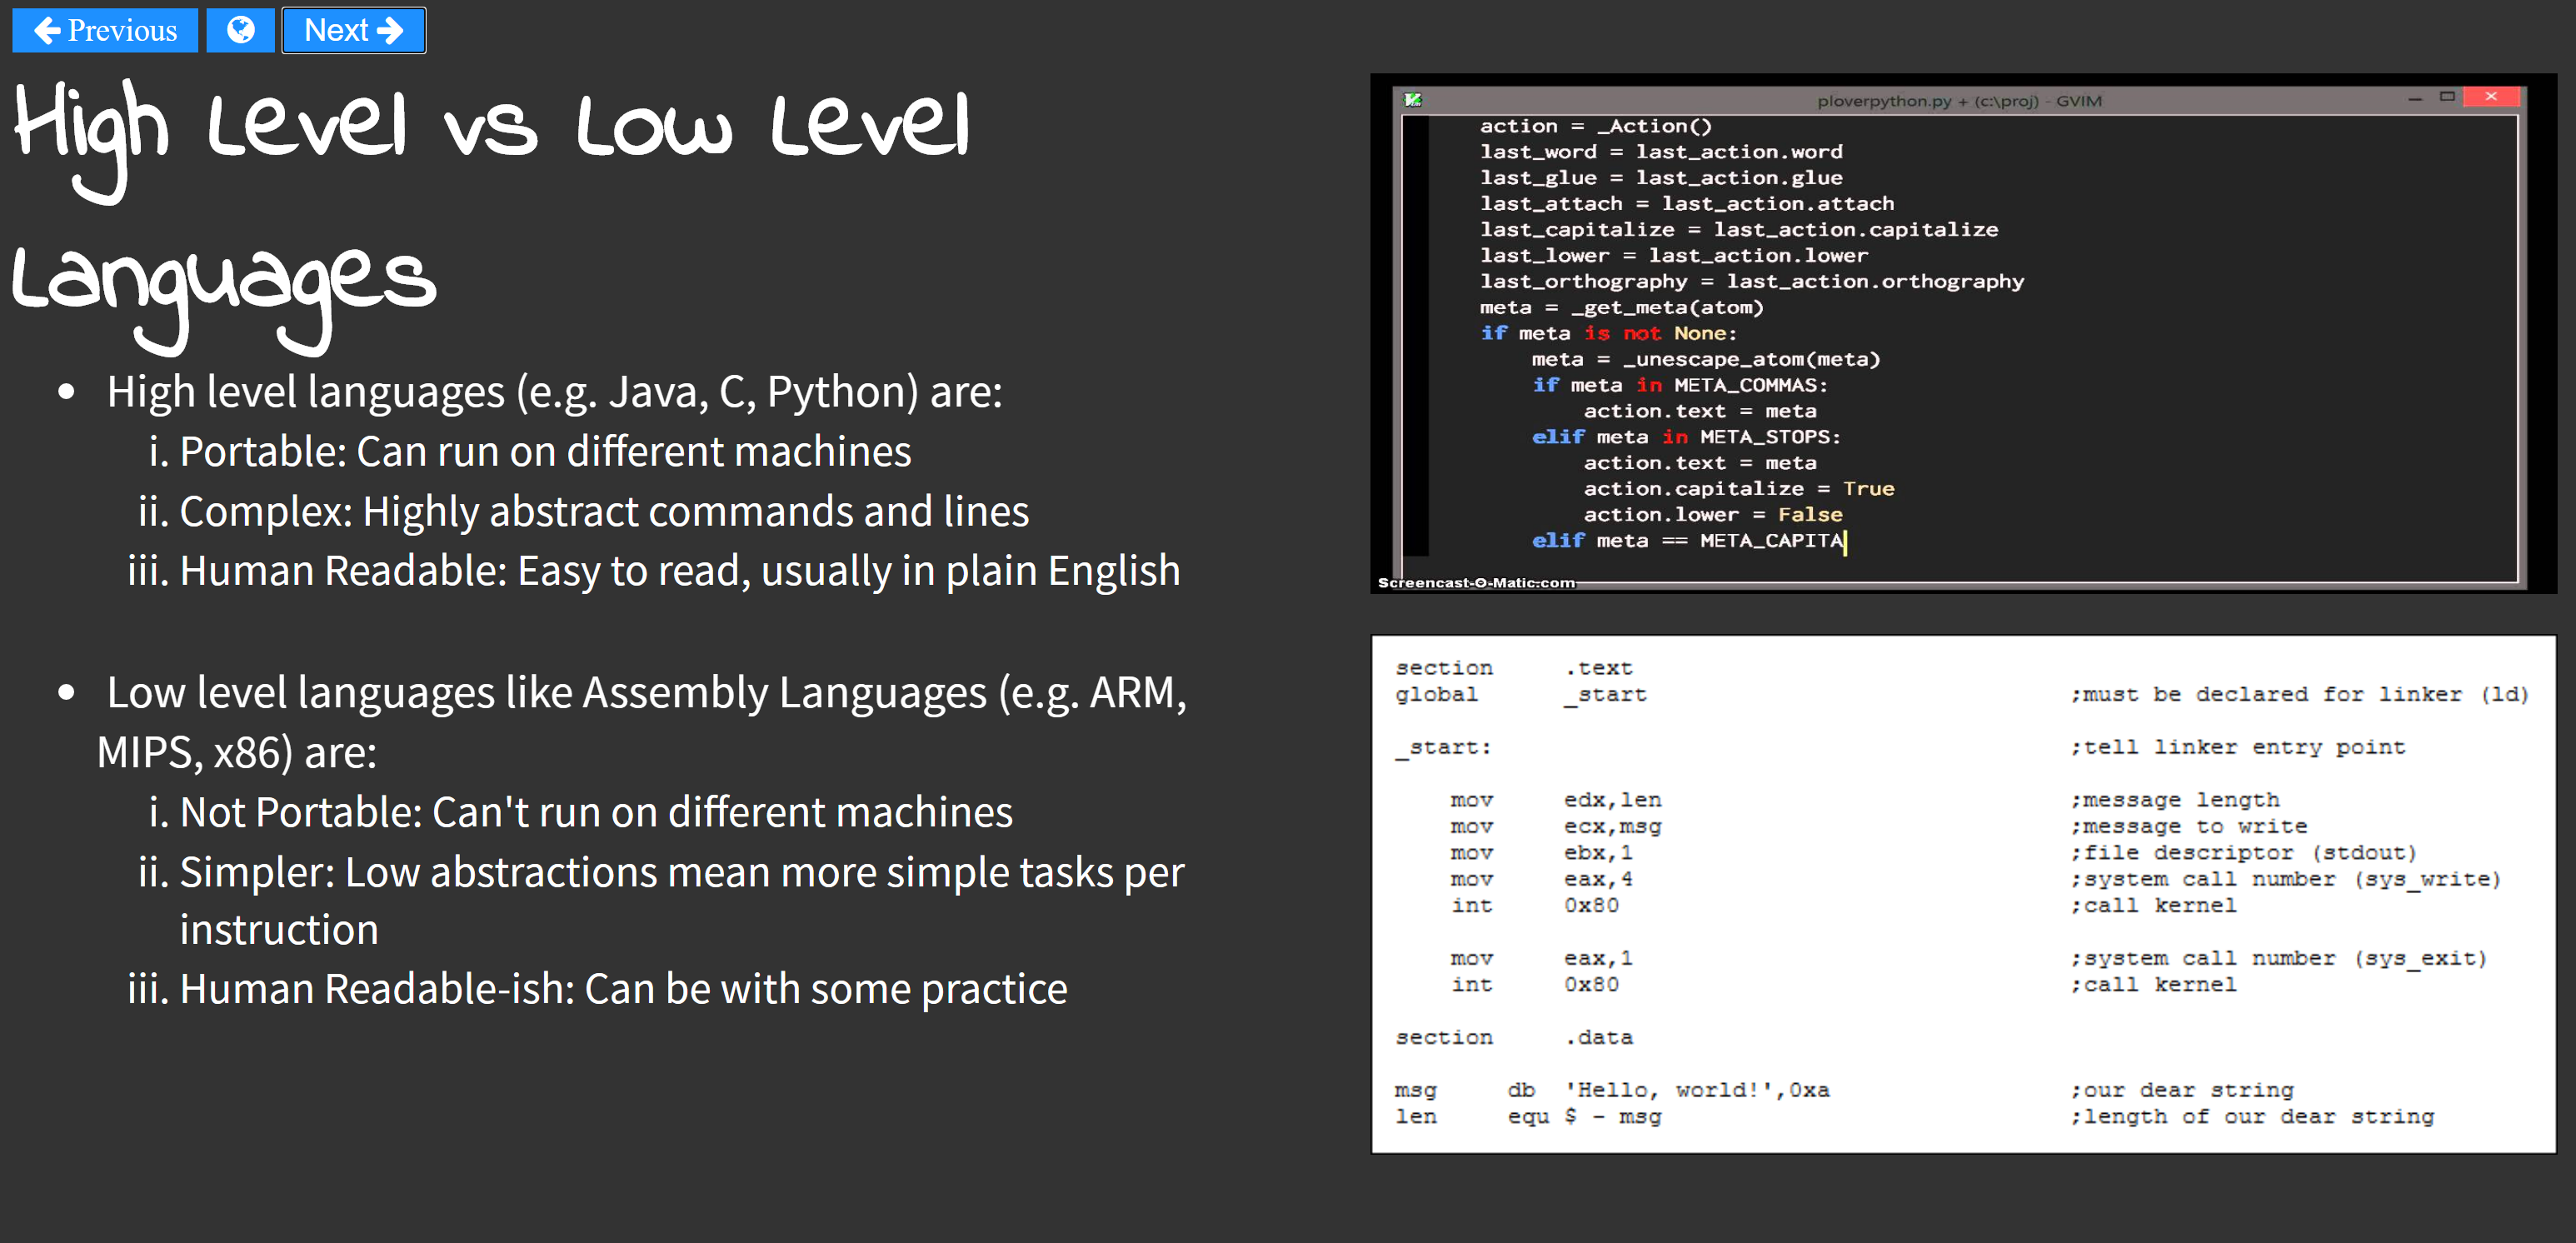 Previous
Next
High Level vs Low Level
Languages
• High level languages (e.g. Java, C, Python) are:
i. Portable: Can run on different machines
ii. Complex: Highly abstract commands and lines
iii. Human Readable: Easy to read, usually in plain English
• Low level languages like Assembly Languages (e.g. ARM,
MIPS, x86) are:
i. Not Portable: Can't run on different machines
ii. Simpler: Low abstractions mean more simple tasks per
instruction
iii. Human Readable-ish: Can be with some practice
ploverpython.py + (c:\proj) - GVIM
action = _Action()
last_word = last_action.word
last_glue = last_action.glue
last_attach = last_action.attach
last_capitalize = last_action.capitalize
last_lower = last_action.lower
last_orthography = last_action.orthography
meta = _get_meta(atom)
if meta is not None:
meta = _unescape_atom(meta)
if meta in META_COMMAS:
action.text = meta
elif meta in META_STOPS:
action.text = meta
action.capitalize = True
action.lower = False
elif meta == META_CAPITA
Screencast-O-Matic.com
section .text
global _start ;must be declared for linker (ld)
_start: ;tell linker entry point
mov edx,len ;message length
mov ecx,msg ;message to write
mov ebx,1 ;file descriptor (stdout)
mov eax,4 ;system call number (sys_write)
int 0x80 ;call kernel
mov eax,1 ;system call number (sys_exit)
int 0x80 ;call kernel
section .data
msg db 'Hello, world!',0xa ;our dear string
len equ $ - msg ;length of our dear string